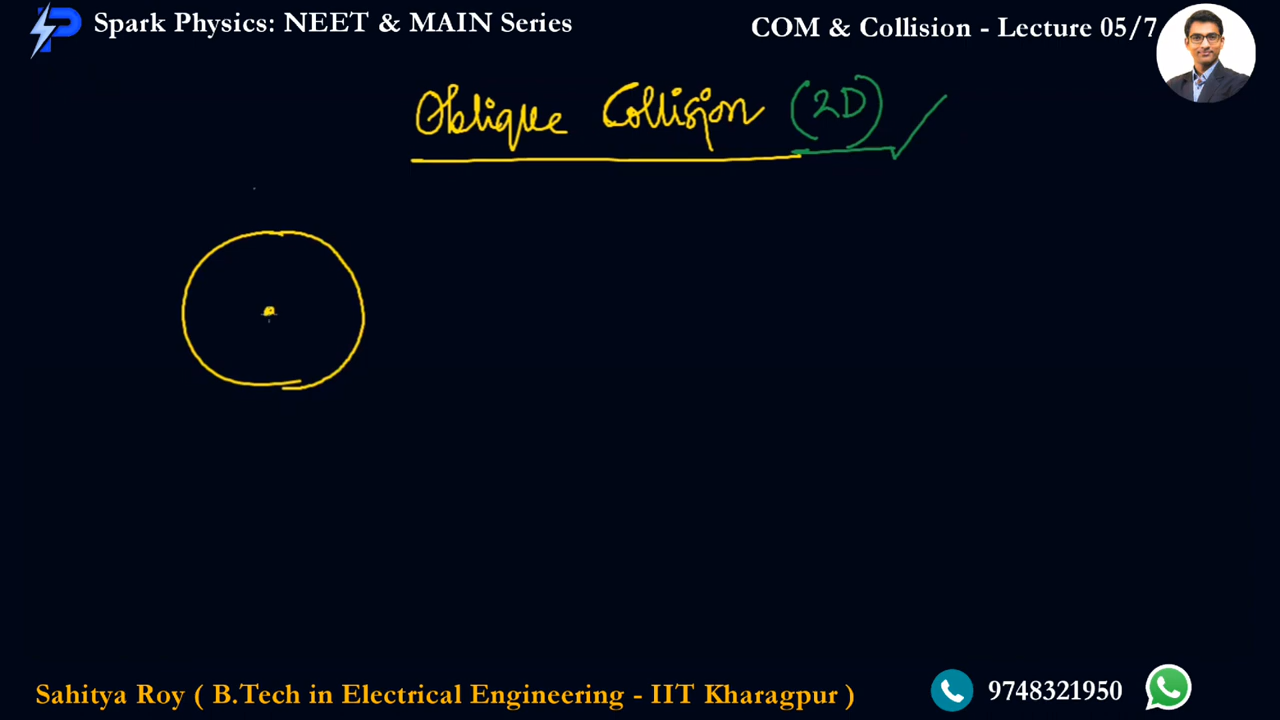 Spark Physics: NEET & MAIN Series
COM & Collision - Lecture 05/7
Oblique Collision (2D)
Sahitya Roy ( B.Tech in Electrical Engineering - IIT Kharagpur )
9748321950